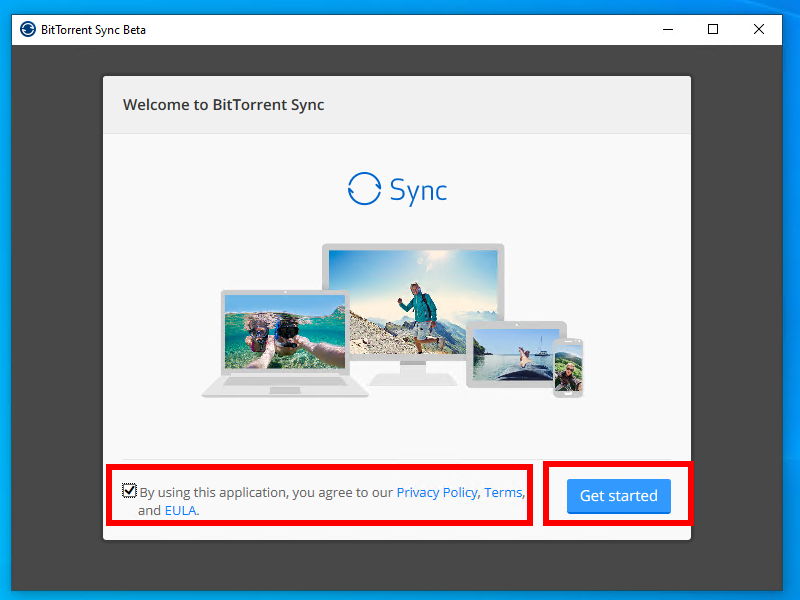 BitTorrent Sync Beta
Welcome to BitTorrent Sync
Sync
By using this application, you agree to our Privacy Policy, Terms,
and EULA.
Get started